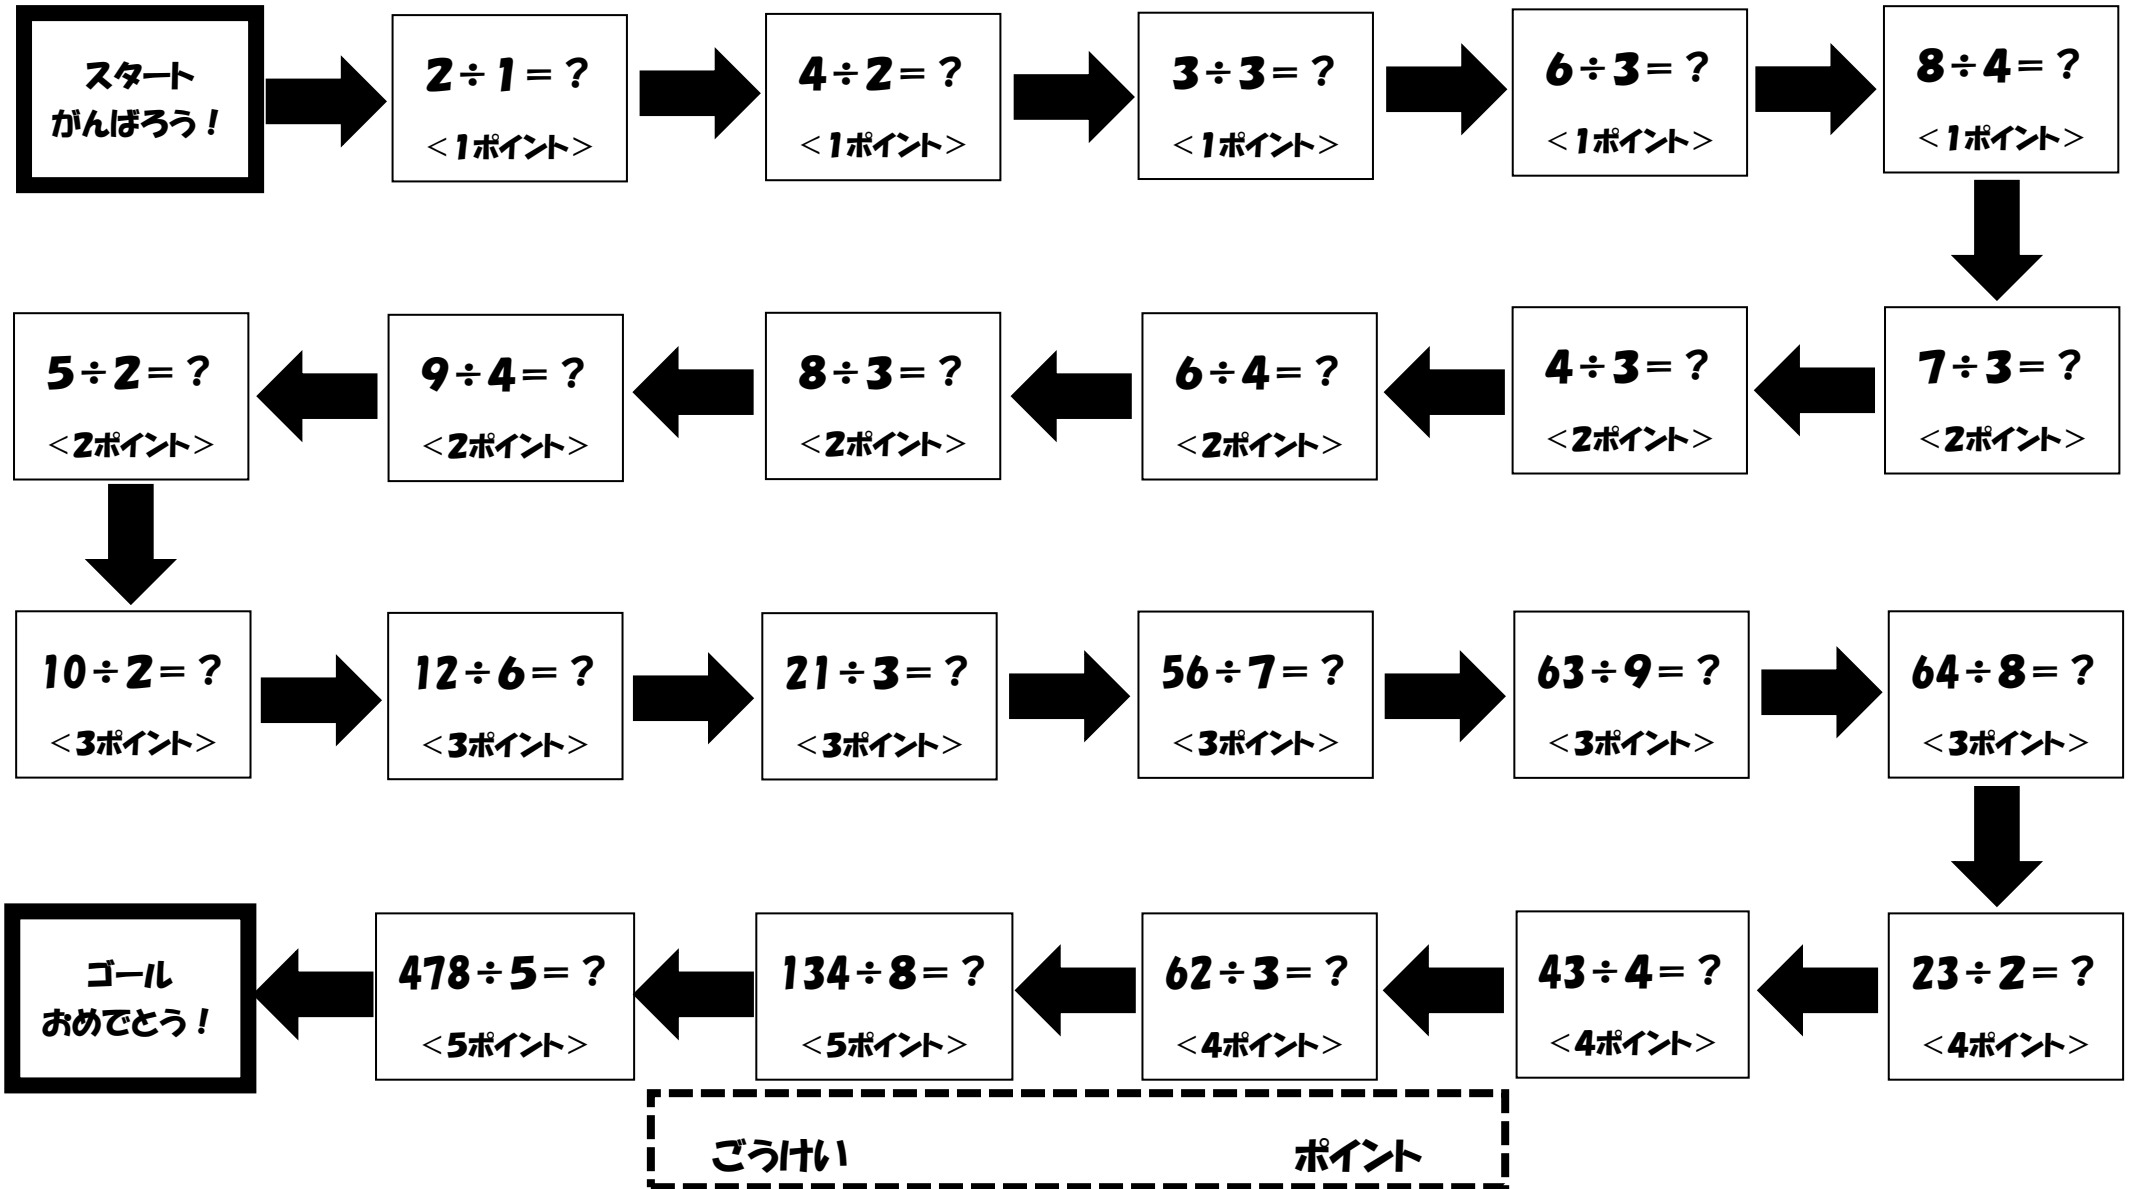 スタート
がんばろう！
2÷1＝？
＜1ポイント＞
4÷2＝？
＜1ポイント＞
3÷3＝？
＜1ポイント＞
6÷3＝？
＜1ポイント＞
8÷4＝？
＜1ポイント＞
7÷3＝？
＜2ポイント＞
4÷3＝？
＜2ポイント＞
6÷4＝？
＜2ポイント＞
8÷3＝？
＜2ポイント＞
9÷4＝？
＜2ポイント＞
5÷2＝？
＜2ポイント＞
10÷2＝？
＜3ポイント＞
12÷6＝？
＜3ポイント＞
21÷3＝？
＜3ポイント＞
56÷7＝？
＜3ポイント＞
63÷9＝？
＜3ポイント＞
64÷8＝？
＜3ポイント＞
23÷2＝？
＜4ポイント＞
43÷4＝？
＜4ポイント＞
62÷3＝？
＜4ポイント＞
134÷8＝？
＜5ポイント＞
478÷5＝？
＜5ポイント＞
ゴール
おめでとう！
ごうけい　ポイント